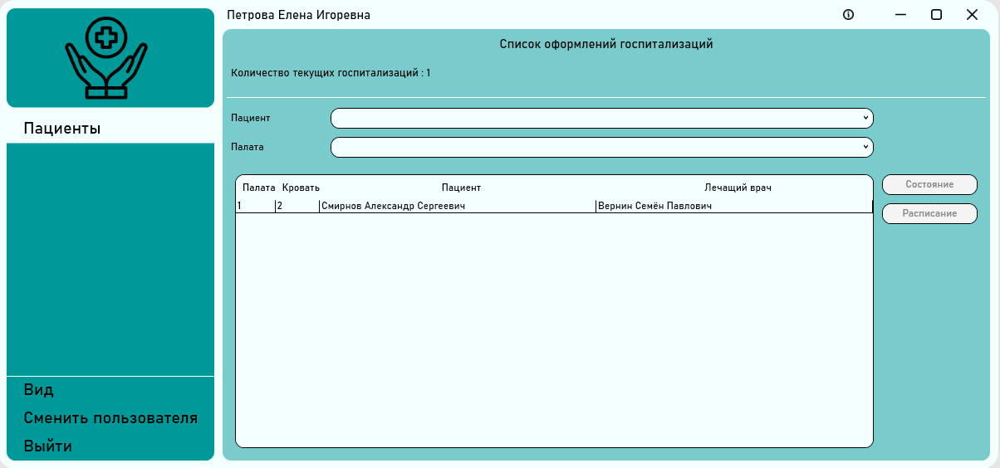 Петрова Елена Игоревна
Список оформлений госпитализаций
Количество текущих госпитализаций : 1
Пациенты
Пациент
Палата
Палата Кровать Пациент Лечащий врач
1 2 Смирнов Александр Сергеевич Вернин Семён Павлович
Состояние
Расписание
Вид
Сменить пользователя
Выйти